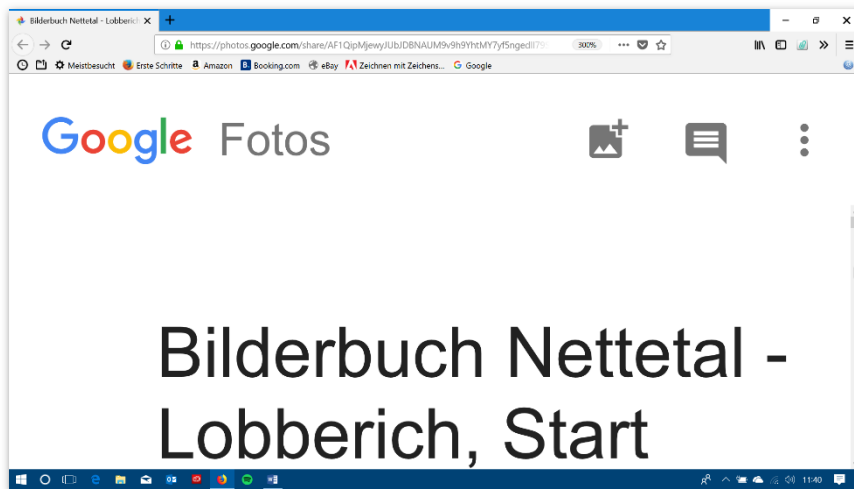 Bilderbuch Nettetal - Lobberich
https://photos.google.com/share/
300%
Meistbesucht Erste Schritte Amazon Booking.com eBay Zeichnen mit Zeichens... Google
Google Fotos
Bilderbuch Nettetal -
Lobberich, Start
11:40